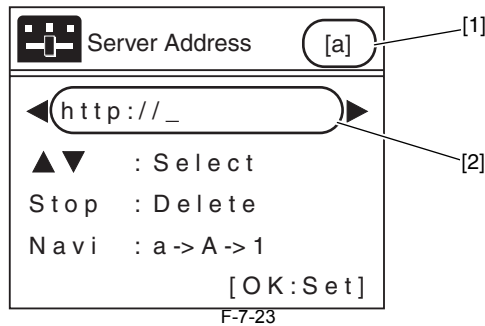 Server Address [a]
[1]
http://_
[2]
▲▼ : Select
Stop : Delete
Navi : a->A->1
[OK:Set]
F-7-23